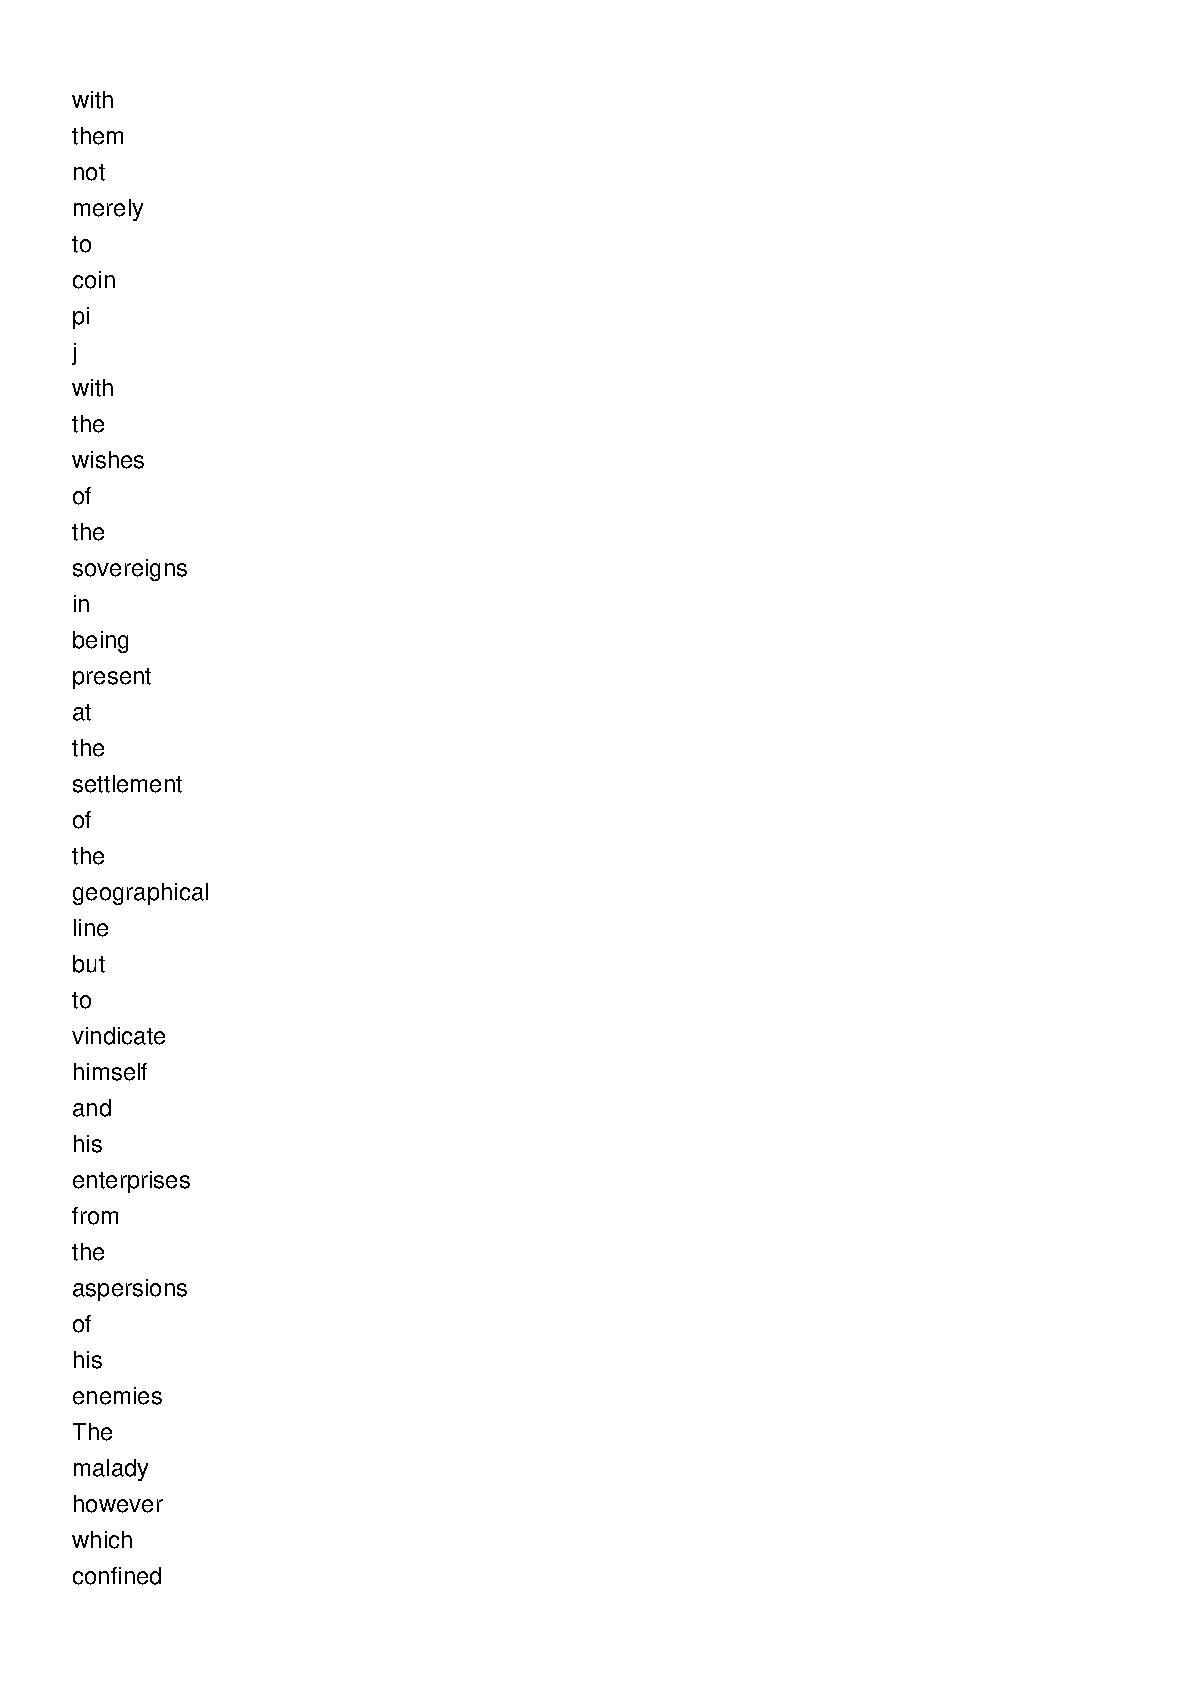 with
them
not
merely
to
coin
pi
j
with
the
wishes
of
the
sovereigns
in
being
present
at
the
settlement
of
the
geographical
line
but
to
vindicate
himself
and
his
enterprises
from
the
aspersions
of
his
enemies
The
malady
however
which
confined